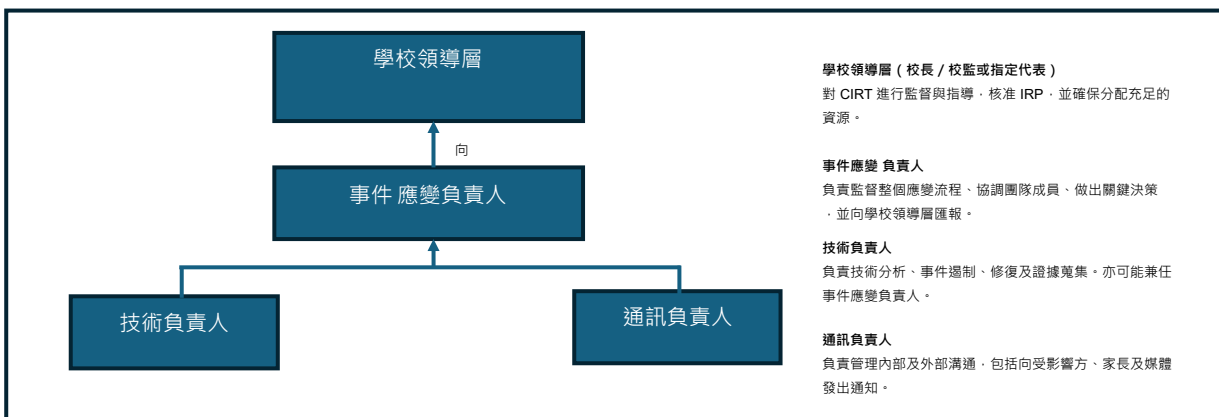 學校領導層
向
事件 應變負責人
技術負責人
通訊負責人
學校領導層（校長 / 校監或指定代表）
對 CIRT 進行監督與指導，核准 IRP，並確保分配充足的
資源。
事件應變 負責人
負責監督整個應變流程、協調團隊成員、做出關鍵決策
，並向學校領導層匯報。
技術負責人
負責技術分析、事件遏制、修復及證據蒐集。亦可能兼任
事件應變負責人。
通訊負責人
負責管理內部及外部溝通，包括向受影響方、家長及媒體
發出通知。